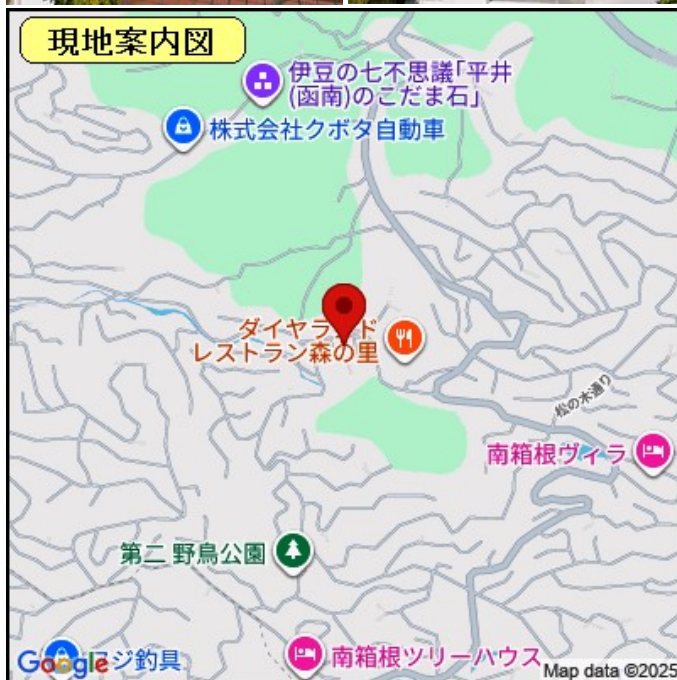 現地案内図
伊豆の七不思議「平井
(函南)のこだま石」
株式会社クボタ自動車
ダイヤランド
レストラン森の里
松の木通り
南箱根ヴィラ
第二 野鳥公園
Google
ジ釣具
南箱根ツリーハウス
Map data ©2025